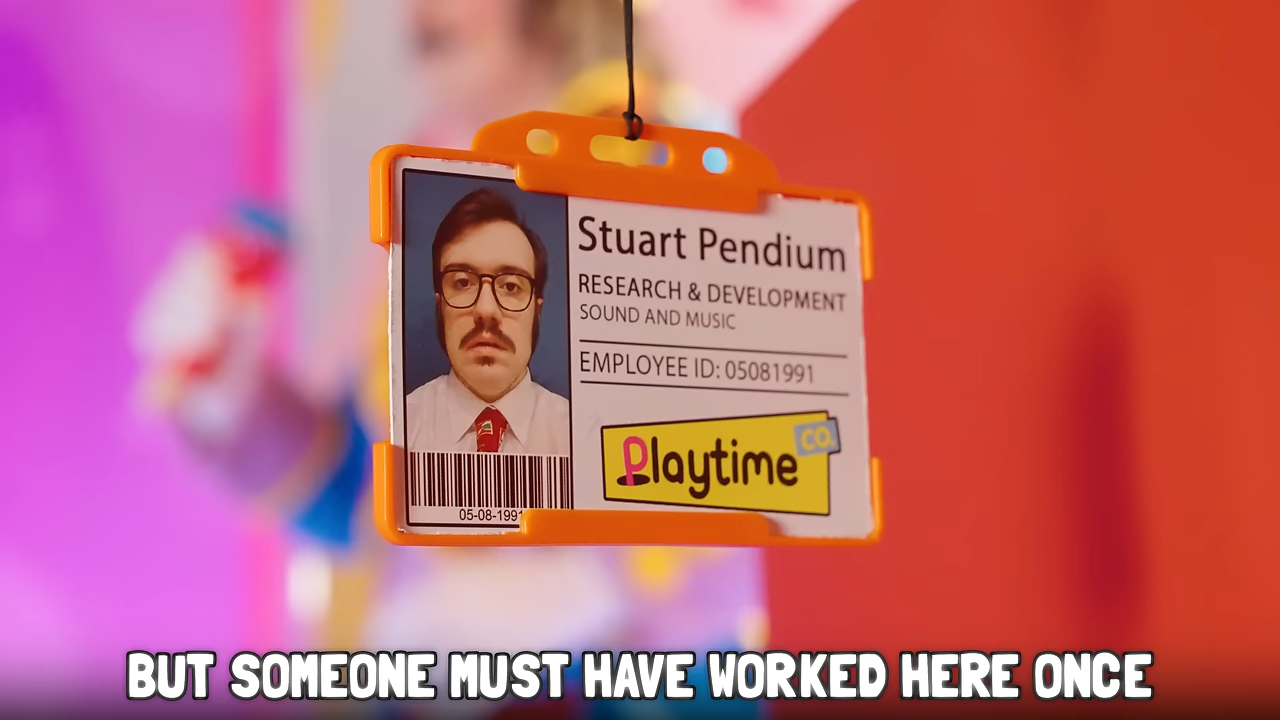 Stuart Pendium
RESEARCH & DEVELOPMENT
SOUND AND MUSIC
EMPLOYEE ID: 05081991
Playtime CO.
05-08-1991
BUT SOMEONE MUST HAVE WORKED HERE ONCE